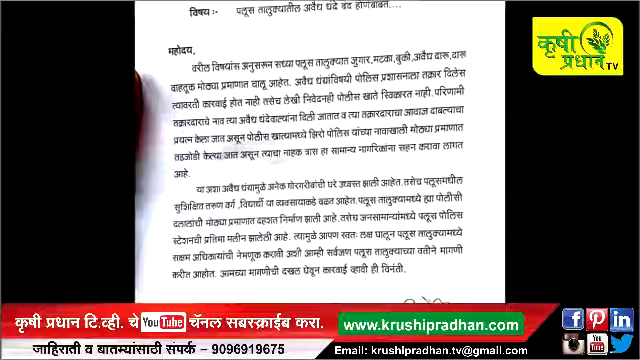 विषय :- पलूस तालुक्यातील अवैध धंदे बंद होणेबाबत....
महोदय,
वरील विषयांस अनुसरून सध्या पलूस तालुक्यात जुगार,मटका,बुकी,अवैध दारू,दारू
वाहतूक मोठ्या प्रमाणात चालू आहेत. अवैध धंद्यांविषयी पोलिस प्रशासनाला तक्रार दिलेस
त्यावरती कारवाई होत नाही तसेच लेखी निवेदनही पोलीस खाते स्विकारत नाही. परिणामी
तक्रारदाराचे नाव त्या अवैध धंदेवाल्यांना दिली जातात व त्या तक्रारदाराचा आवाज दाबल्याचा
प्रयत्न केला जात असून पोलीस खात्यामध्ये झिरो पोलिस यांच्या नावाखाली मोठ्या प्रमाणात
तडजोडी केल्या जात असून त्याचा नाहक त्रास हा सामान्य नागरिकांना सहन करावा लागत
आहे.
या अशा अवैध धंद्यामुळे अनेक गोरगरीबांची घरे उध्वस्त झाली आहेत.तसेच पलूसमधील
सुशिक्षित तरूण वर्ग , विद्यार्थी या व्यवसायाकडे वळत आहेत.पलूस तालुक्यामध्ये ह्या पोलीसी
दलालांची मोठ्या प्रमाणात दहशत निर्माण झाली आहे. तसेच जनसामान्यांमध्ये पलूस पोलिस
स्टेशनची प्रतिमा मलीन झालेली आहे. त्यामुळे आपण स्वतः लक्ष घालून पलूस तालुक्यामध्ये
सक्षम अधिकाऱ्यांची नेमणूक करावी अशी आम्ही सर्वजण पलूस तालुक्याच्या वतीने मागणी
करीत आहोत. आमच्या मागणीची दखल घेवून कारवाई व्हावी ही विनंती.
कृषी
प्रधान TV
कृषी प्रधान टि.व्ही. चे YouTube चॅनल सबस्क्राईब करा.
www.krushipradhan.com
जाहिराती व बातम्यांसाठी संपर्क - 9096919675
Email: krushipradhan.tv@gmail.com
You Tube